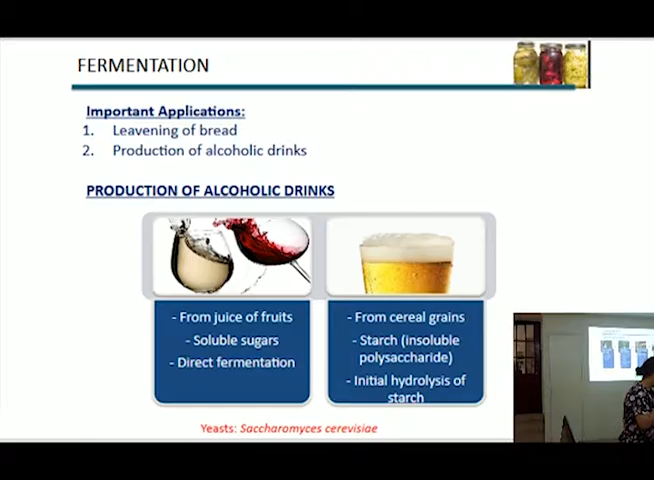 FERMENTATION
Important Applications:
1. Leavening of bread
2. Production of alcoholic drinks
PRODUCTION OF ALCOHOLIC DRINKS
- From juice of fruits
- Soluble sugars
- Direct fermentation
- From cereal grains
- Starch (insoluble
polysaccharide)
- Initial hydrolysis of
starch
Yeasts: Saccharomyces cerevisiae